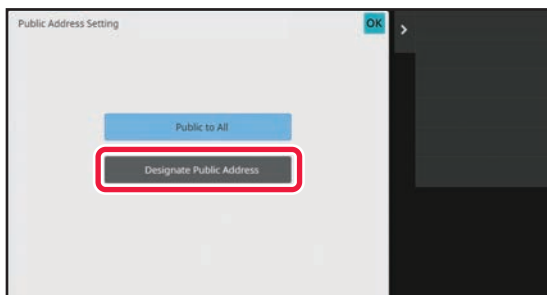 Public Address Setting
OK
Public to All
Designate Public Address